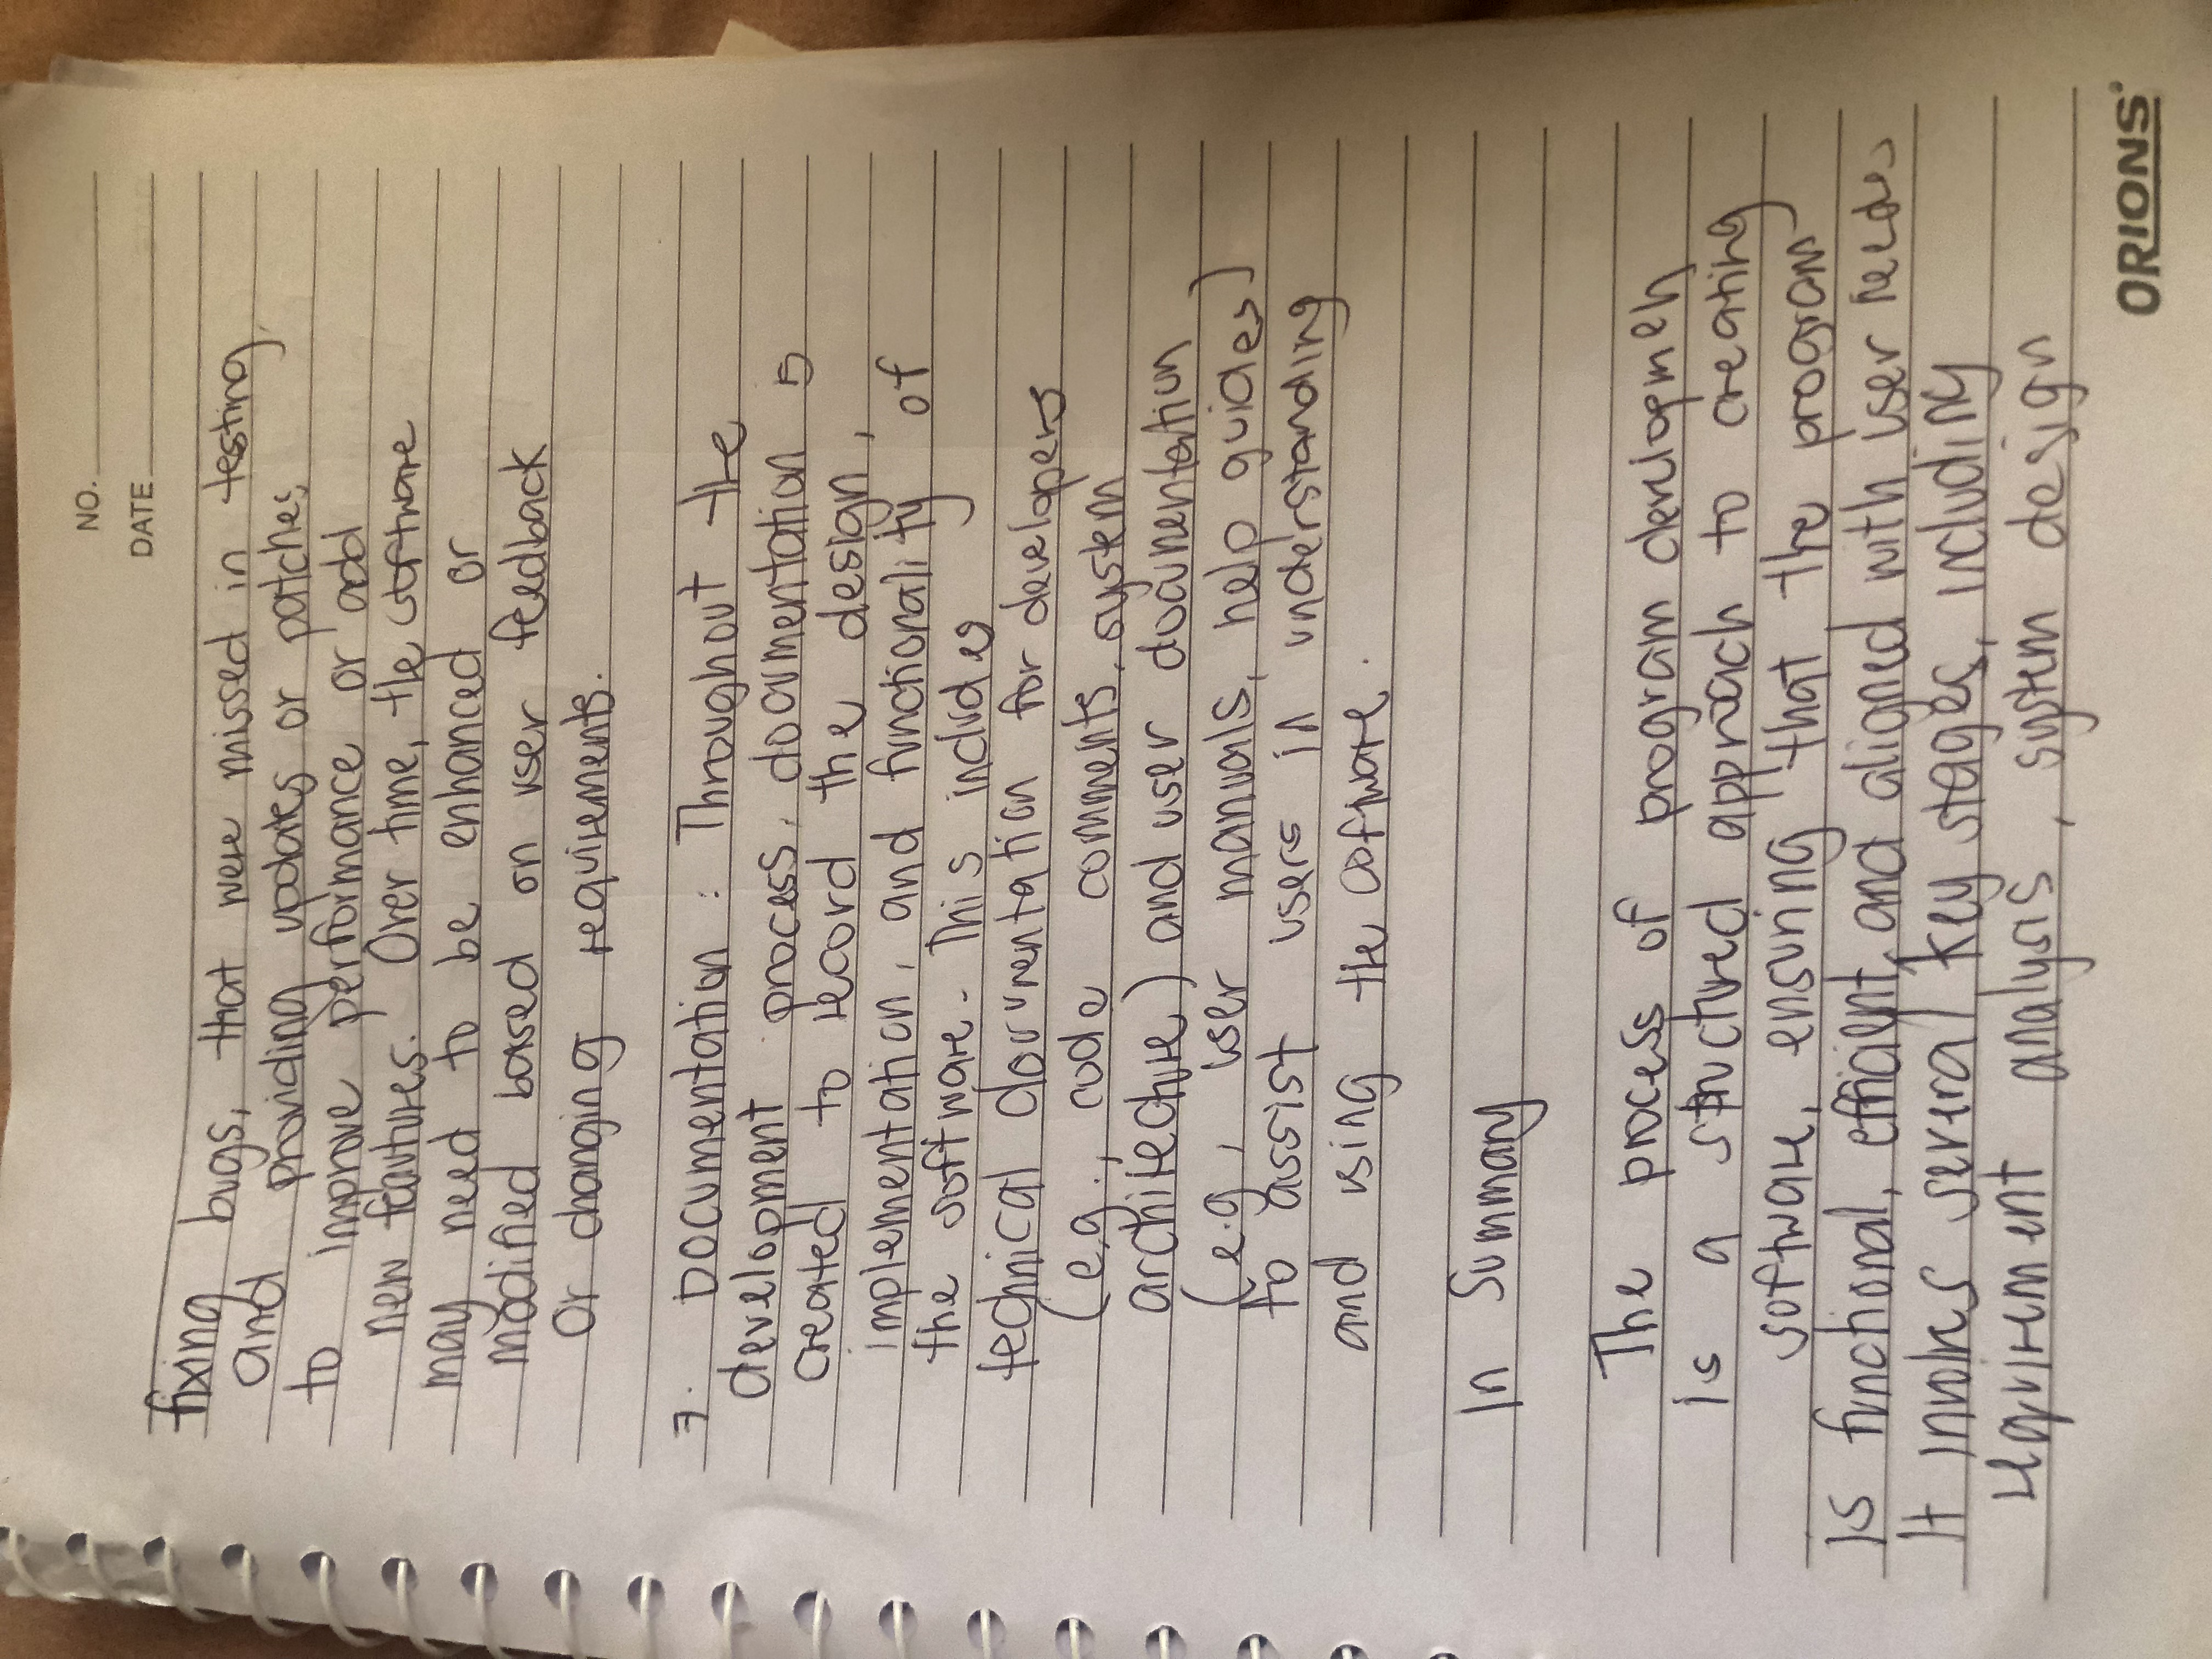 NO.
DATE
fixing bugs, that were missed in testing,
and providing updates or patches
to improve performance or add
new features. Over time, the software
may need to be enhanced or
modified based on user feedback
Or changing requirements.
7. Documentation : Throughout the
development process, documentation is
created to record the design,
implementation, and functionality of
the software. This includes
technical documentation for developers
(e.g., code comments, system
architecture) and user documentation
(e.g, user manuals, help guides)
to assist users in understanding
and using the software.
In Summary
The process of program developmen
is a structured approach to creating
software, ensuring that the program
is functional, efficient, and aligned with user needs
It involves several key stages, including
requirement analysis, system design
ORIONS